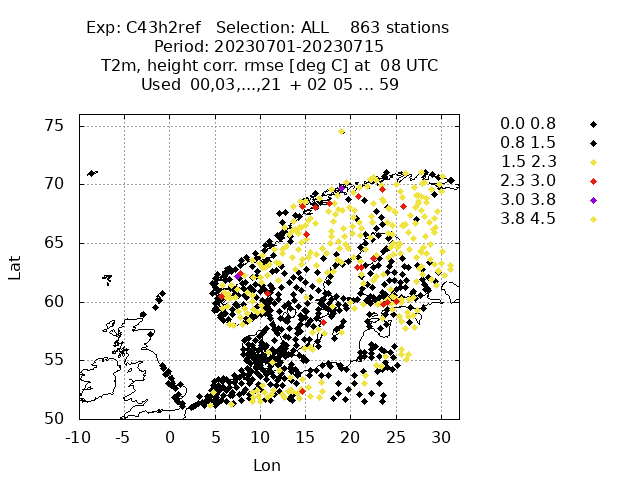 Exp: C43h2ref   Selection: ALL    863 stations
Period: 20230701-20230715
T2m, height corr. rmse [deg C] at  08 UTC
Used  00,03,...,21  + 02 05 ... 59
75
70
65
60
55
50
Lat
-10 -5 0 5 10 15 20 25 30
Lon
0.0 0.8
0.8 1.5
1.5 2.3
2.3 3.0
3.0 3.8
3.8 4.5